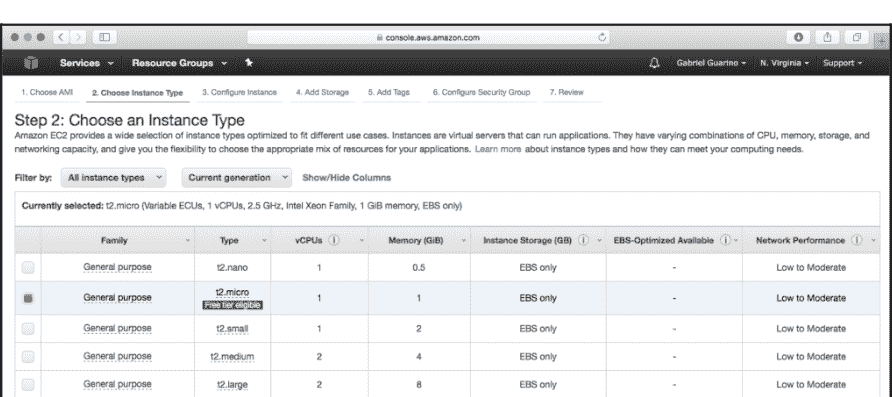 console.aws.amazon.com
Services Resource Groups Gabriel Guarino N. Virginia Support
1. Choose AMI 2. Choose Instance Type 3. Configure Instance 4. Add Storage 5. Add Tags 6. Configure Security Group 7. Review
Step 2: Choose an Instance Type
Amazon EC2 provides a wide selection of instance types optimized to fit different use cases. Instances are virtual servers that can run applications. They have varying combinations of CPU, memory, storage, and
networking capacity, and give you the flexibility to choose the appropriate mix of resources for your applications. Learn more about instance types and how they can meet your computing needs.
Filter by: All instance types Current generation Show/Hide Columns
Currently selected: t2.micro (Variable ECUs, 1 vCPUs, 2.5 GHz, Intel Xeon Family, 1 GiB memory, EBS only)
Family Type vCPUs Memory (GiB) Instance Storage (GB) EBS-Optimized Available Network Performance
General purpose t2.nano 1 0.5 EBS only - Low to Moderate
General purpose t2.micro 1 1 EBS only - Low to Moderate
Free tier eligible
General purpose t2.small 1 2 EBS only - Low to Moderate
General purpose t2.medium 2 4 EBS only - Low to Moderate
General purpose t2.large 2 8 EBS only - Low to Moderate